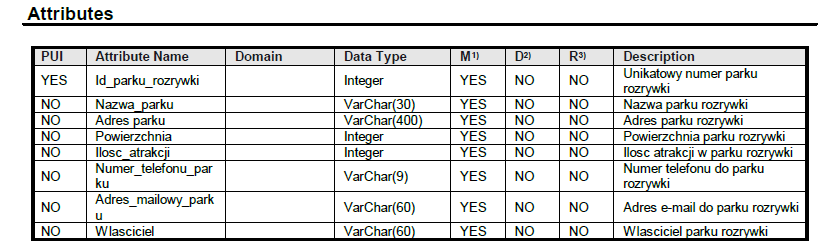 Attributes
PUI Attribute Name Domain Data Type M1) D2) R3) Description
YES Id_parku_rozrywki Integer YES NO NO Unikatowy numer parku
rozrywki
NO Nazwa_parku VarChar(30) YES NO NO Nazwa parku rozrywki
NO Adres parku VarChar(400) YES NO NO Adres parku rozrywki
NO Powierzchnia Integer YES NO NO Powierzchnia parku rozrywki
NO Ilosc_atrakcji Integer YES NO NO Ilosc atrakcji w parku rozrywki
NO Numer_telefonu_par VarChar(9) YES NO NO Numer telefonu do parku
ku rozrywki
NO Adres_mailowy_park VarChar(60) YES NO NO Adres e-mail do parku rozrywki
u
NO Wlasciciel VarChar(60) YES NO NO Wlasciciel parku rozrywki